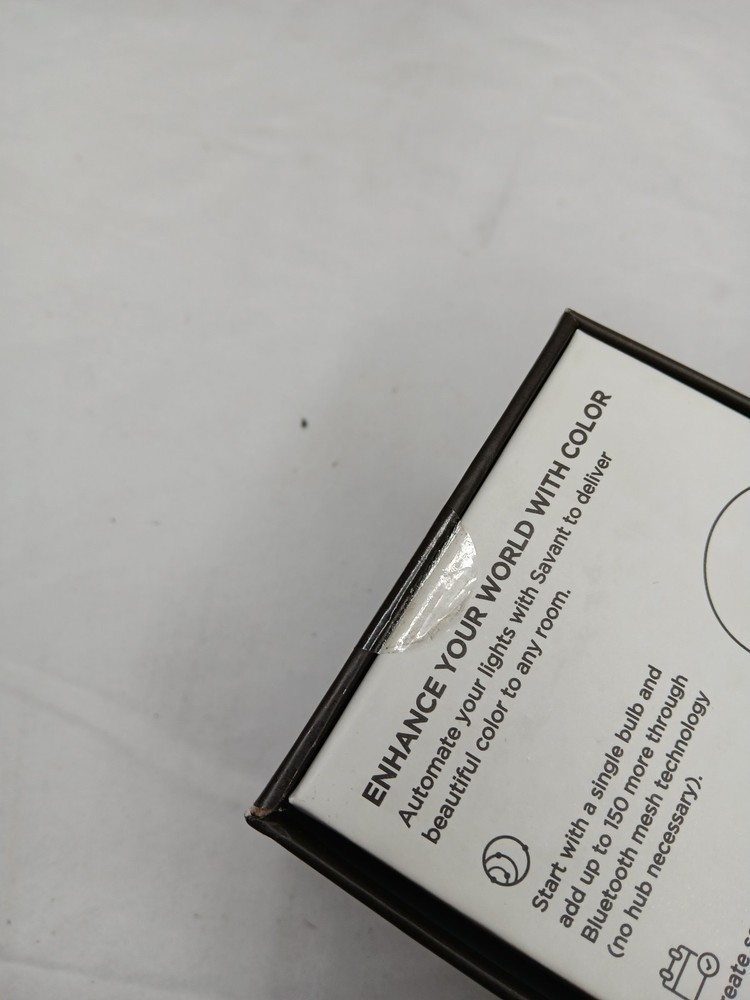 ENHANCE YOUR WORLD WITH COLOR
Automate your lights with Savant to deliver
beautiful color to any room.
Start with a single bulb and
add up to 150 more through
Bluetooth mesh technology
(no hub necessary).